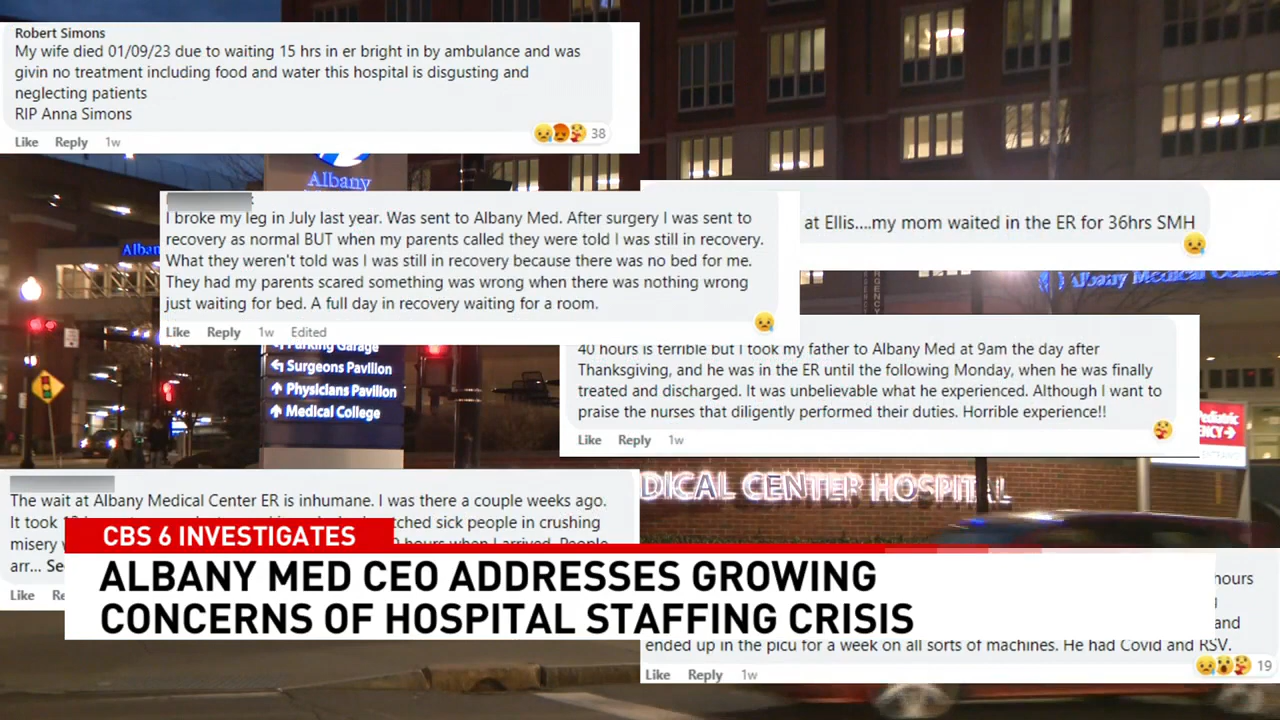 Robert Simons
My wife died 01/09/23 due to waiting 15 hrs in er bright in by ambulance and was
givin no treatment including food and water this hospital is disgusting and
neglecting patients
RIP Anna Simons
Like Reply 1w
38
Albany
I broke my leg in July last year. Was sent to Albany Med. After surgery I was sent to
recovery as normal BUT when my parents called they were told I was still in recovery.
What they weren't told was I was still in recovery because there was no bed for me.
They had my parents scared something was wrong when there was nothing wrong
just waiting for bed. A full day in recovery waiting for a room.
Like Reply 1w Edited
at Ellis....my mom waited in the ER for 36hrs SMH
Albany Medical
Parking Garage
Surgeons Pavilion
Physicians Pavilion
Medical College
40 hours is terrible but I took my father to Albany Med at 9am the day after
Thanksgiving, and he was in the ER until the following Monday, when he was finally
treated and discharged. It was unbelievable what he experienced. Although I want to
praise the nurses that diligently performed their duties. Horrible experience!!
Like Reply 1w
Pediatric
DICAL CENTER HOSPITAL
The wait at Albany Medical Center ER is inhumane. I was there a couple weeks ago.
It took tched sick people in crushing
misery hours when I arrived. People
arr...
Like
CBS 6 INVESTIGATES
ALBANY MED CEO ADDRESSES GROWING
CONCERNS OF HOSPITAL STAFFING CRISIS
hours
and
ended up in the picu for a week on all sorts of machines. He had Covid and RSV.
Like Reply 1w
19